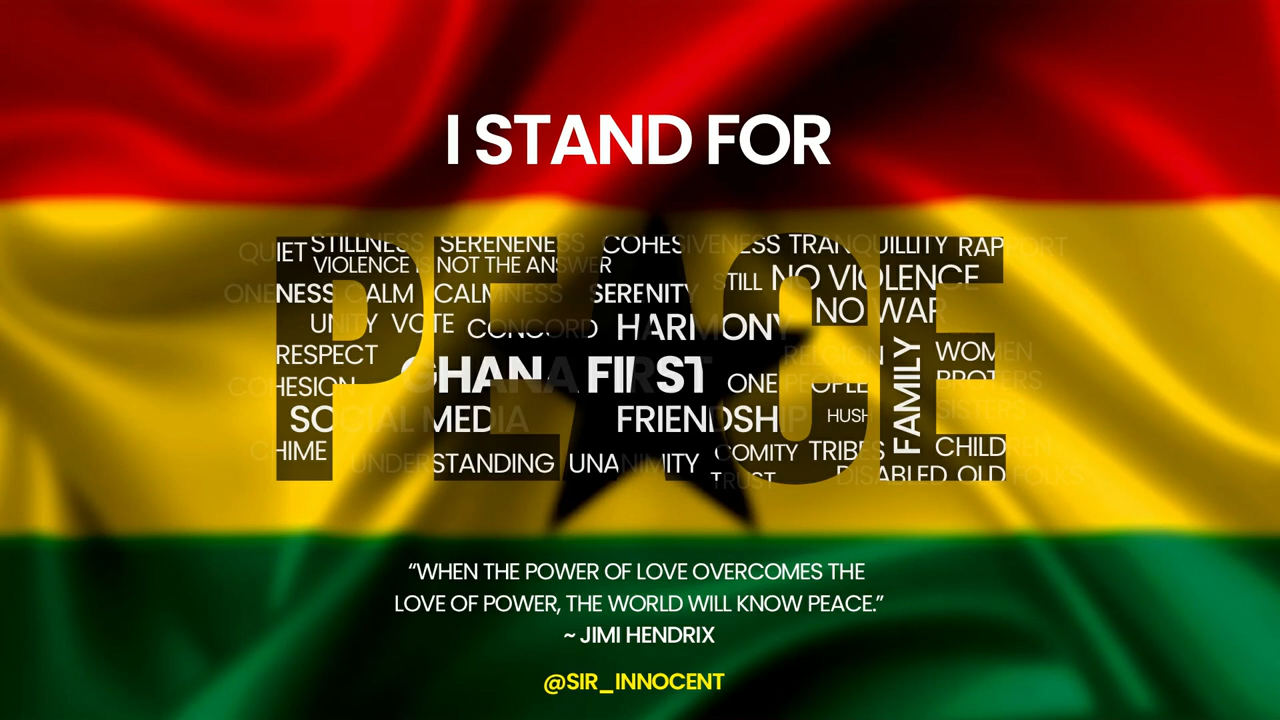 I STAND FOR
PEACE
QUIET STILLNESS SERENENESS COHESIVENESS TRANQUILLITY RAPPORT
VIOLENCE IS NOT THE ANSWER
STILL NO VIOLENCE
ONENESS CALM CALMNESS SERENITY
NO WAR
UNITY VOTE CONCORD HARMONY
RESPECT
GHANA FIRST
RELIGION
WOMEN
COHESION
ONE PEOPLE
FAMILY
BROTERS
SOCIAL MEDIA FRIENDSHIP
HUSH
SISTERS
CHIME
COMITY TRIBES
CHILDREN
UNDERSTANDING UNANIMITY
TRUST
DISABLED OLD FOLKS
“WHEN THE POWER OF LOVE OVERCOMES THE
LOVE OF POWER, THE WORLD WILL KNOW PEACE.”
~ JIMI HENDRIX
@SIR_INNOCENT